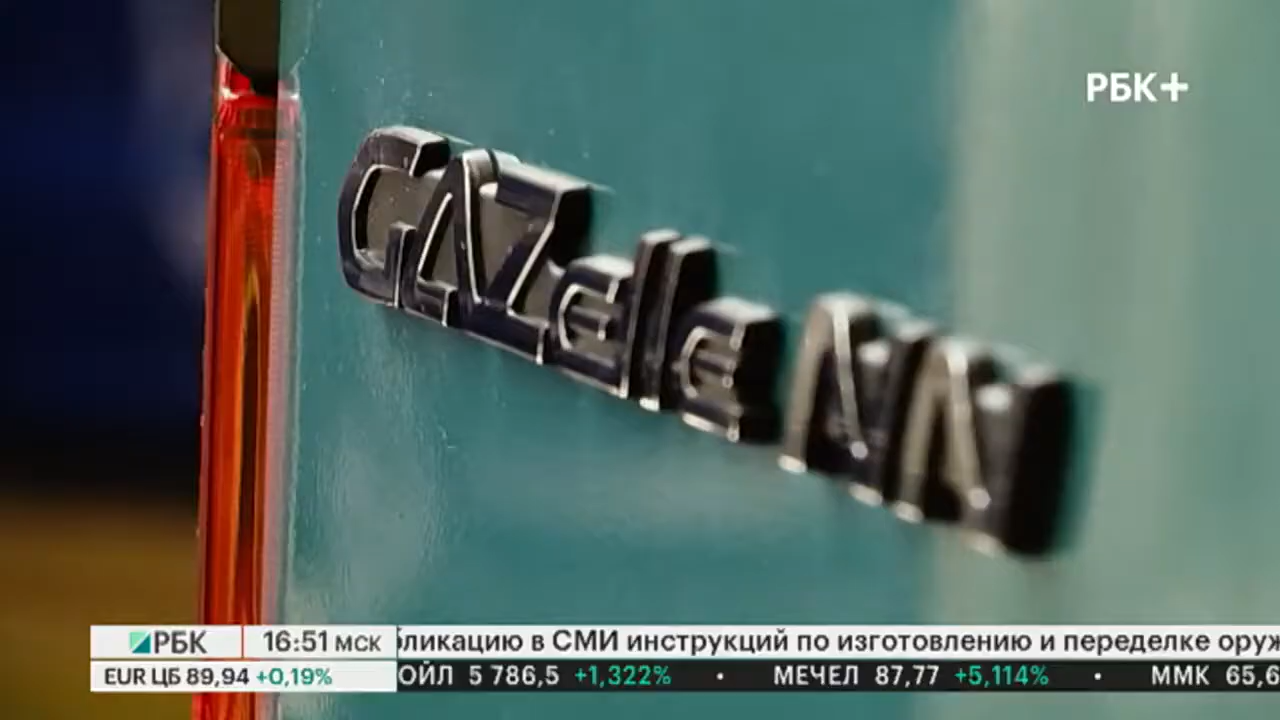 РБК+
GAZelle NN
РБК 16:51 МСК бликацию в СМИ инструкций по изготовлению и переделке оруж
EUR ЦБ 89,94 +0,19% ОЙЛ 5 786,5 +1,322% • МЕЧЕЛ 87,77 +5,114% • ММК 65,6